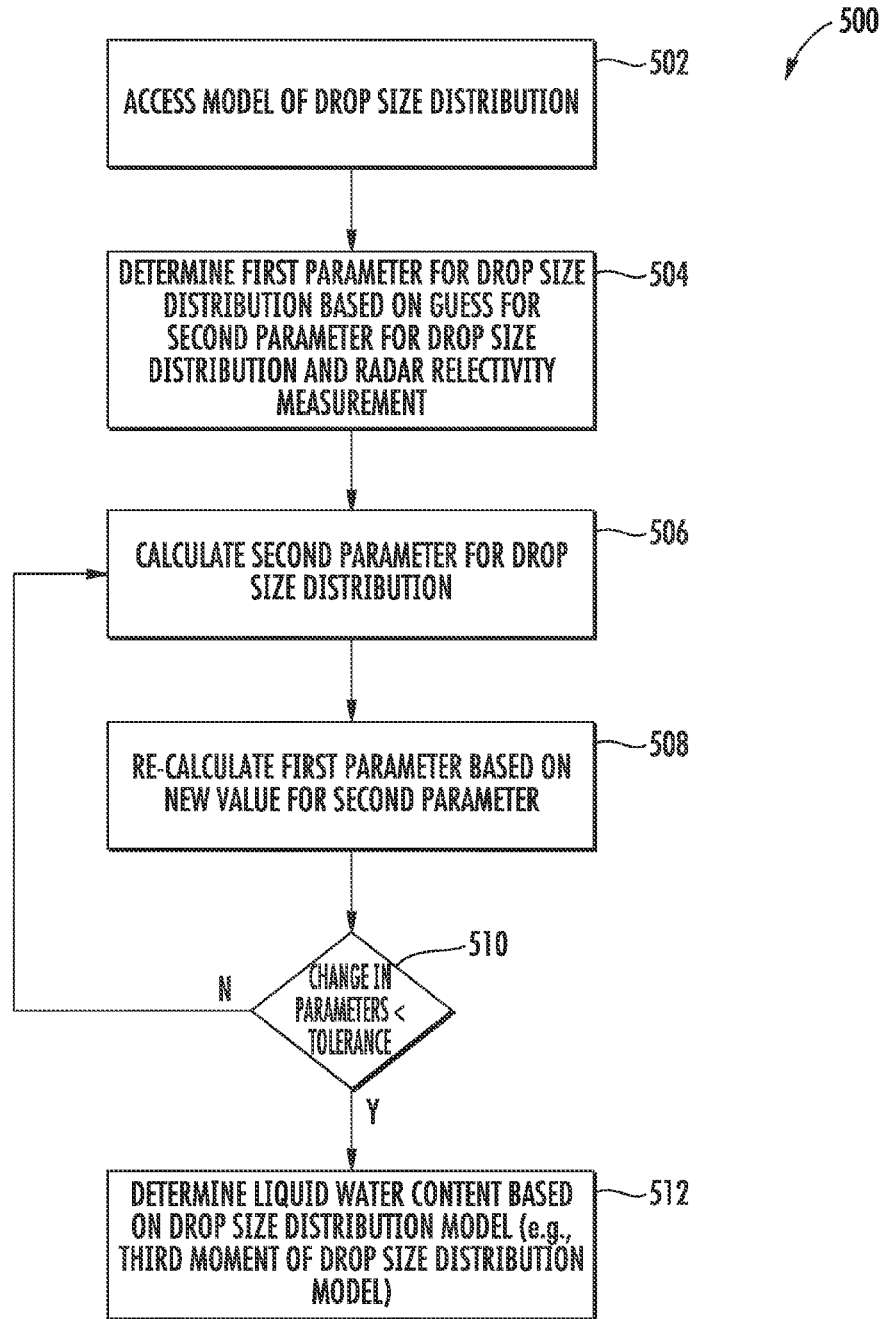 500
502
ACCESS MODEL OF DROP SIZE DISTRIBUTION
504
DETERMINE FIRST PARAMETER FOR DROP SIZE
DISTRIBUTION BASED ON GUESS FOR
SECOND PARAMETER FOR DROP SIZE
DISTRIBUTION AND RADAR RELECTIVITY
MEASUREMENT
506
CALCULATE SECOND PARAMETER FOR DROP
SIZE DISTRIBUTION
508
RE-CALCULATE FIRST PARAMETER BASED ON
NEW VALUE FOR SECOND PARAMETER
510
N
CHANGE IN
PARAMETERS <
TOLERANCE
Y
512
DETERMINE LIQUID WATER CONTENT BASED
ON DROP SIZE DISTRIBUTION MODEL (e.g.,
THIRD MOMENT OF DROP SIZE DISTRIBUTION
MODEL)